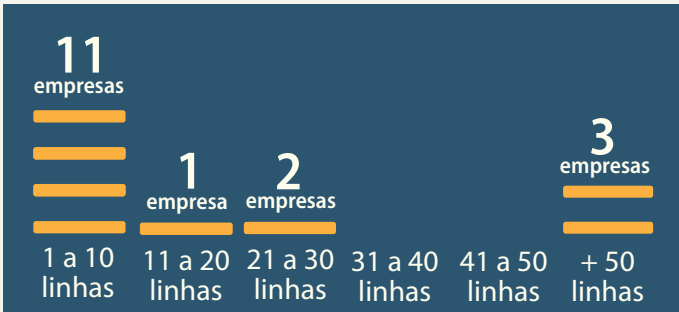 11
empresas
1
empresa
2
empresas
3
empresas
1 a 10
linhas
11 a 20
linhas
21 a 30
linhas
31 a 40
linhas
41 a 50
linhas
+ 50
linhas